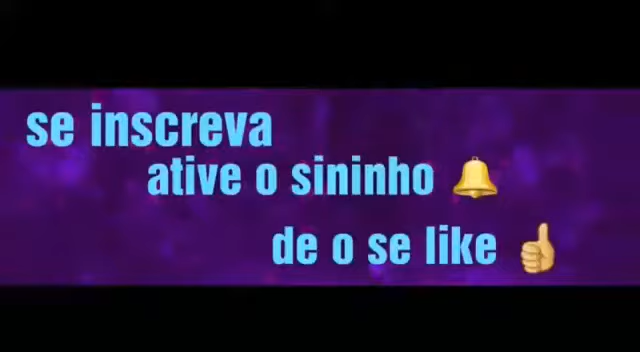 se inscreva
ative o sininho 🔔
de o se like 👍